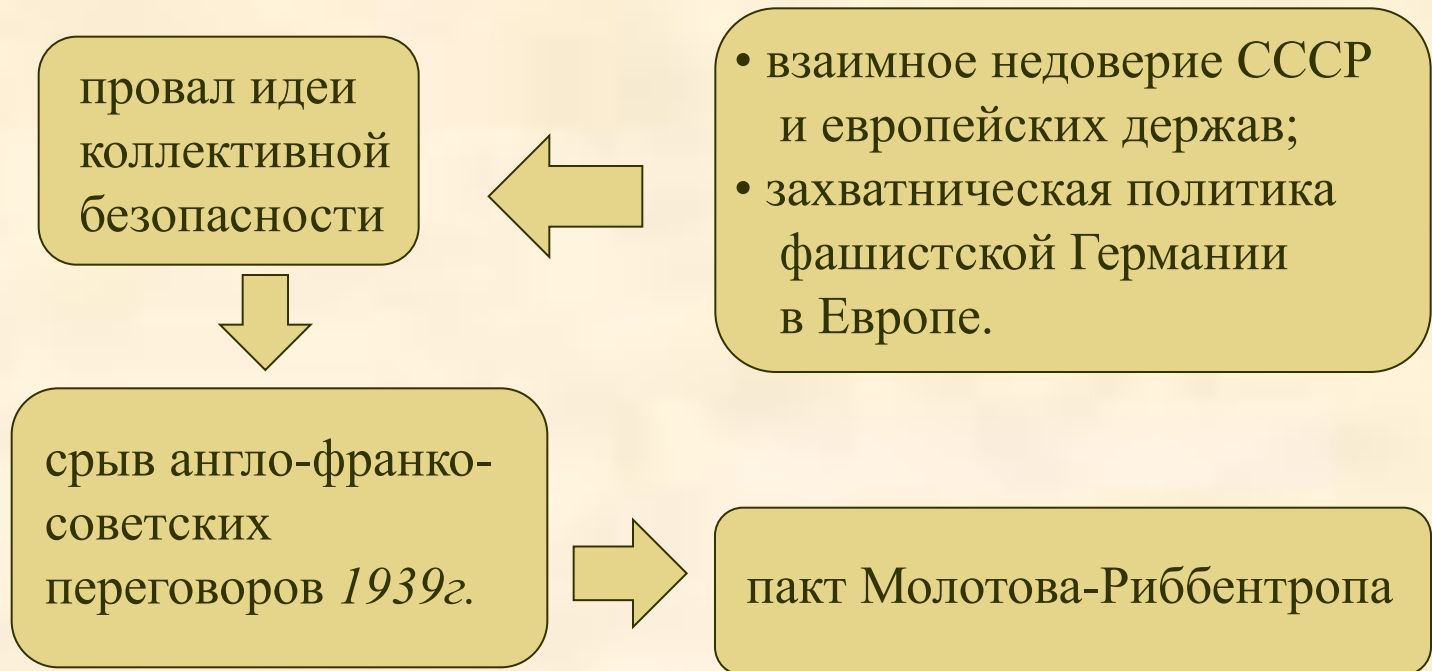 провал идеи
коллективной
безопасности
• взаимное недоверие СССР
и европейских держав;
• захватническая политика
фашистской Германии
в Европе.
срыв англо-франко-
советских
переговоров 1939г.
пакт Молотова-Риббентропа